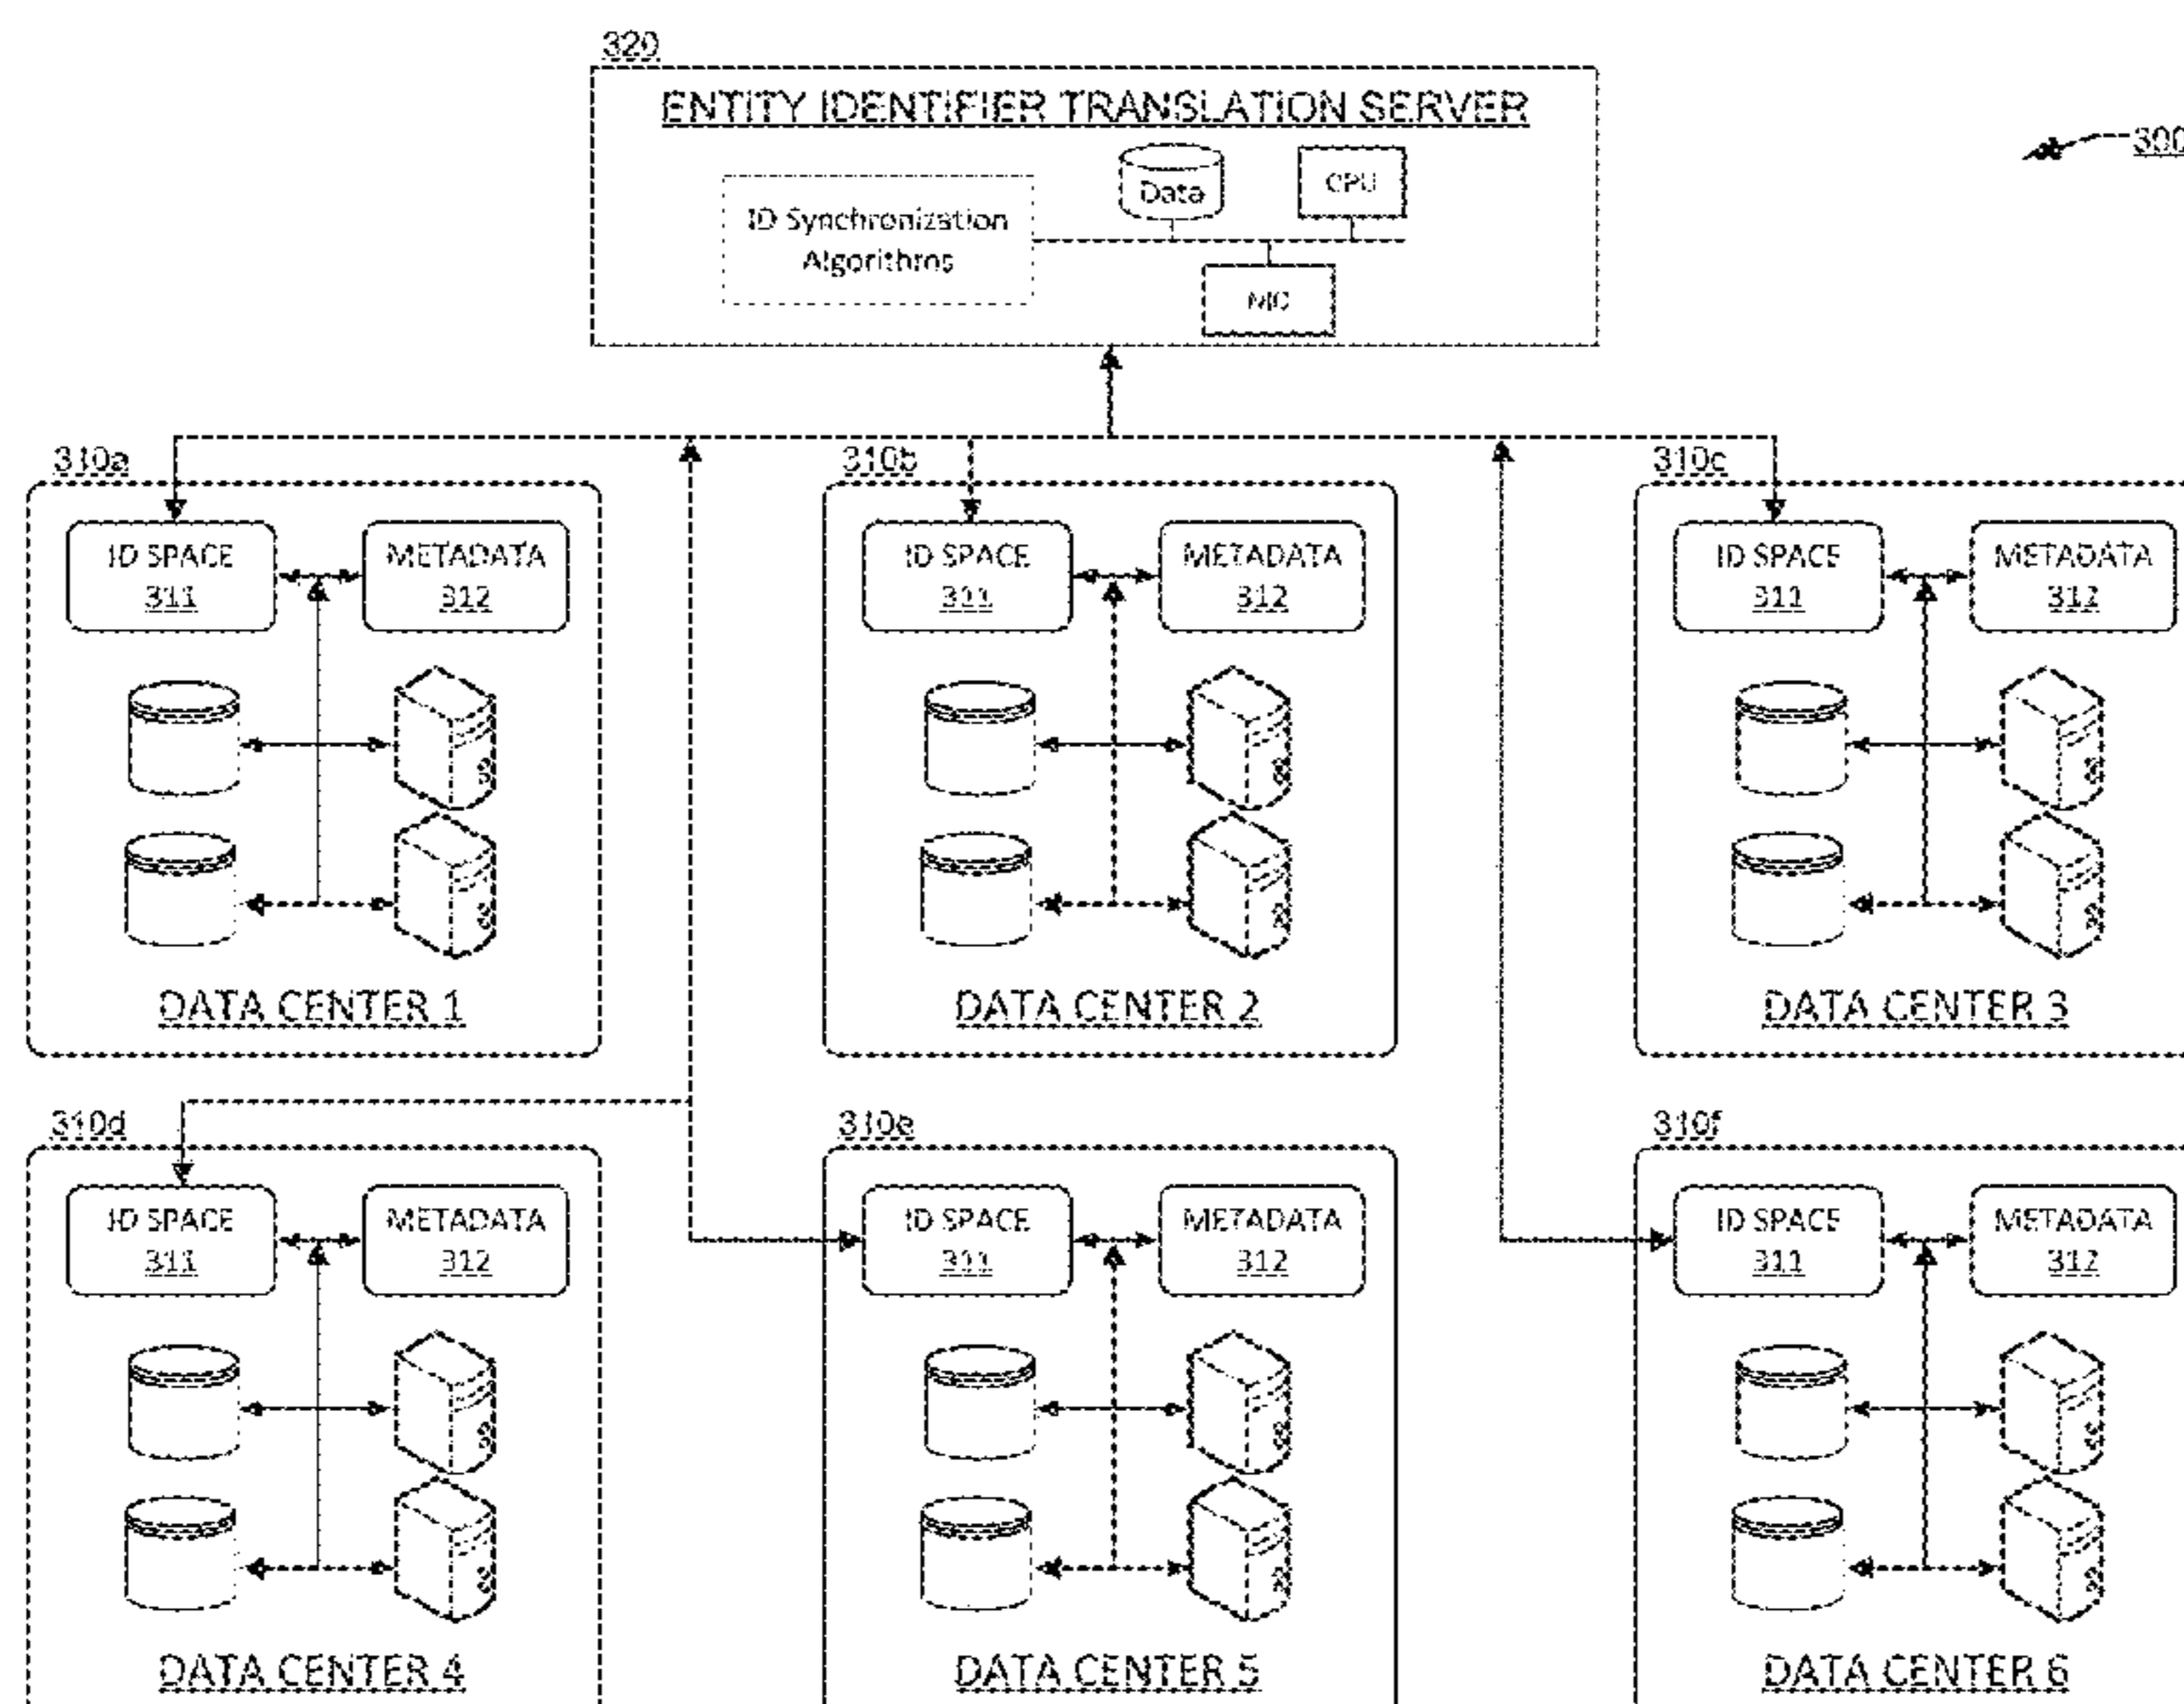 320
ENTITY IDENTIFIER TRANSLATION SERVER
300
Data
CPU
ID Synchronization
Algorithms
NIC
310a
310b
310c
ID SPACE
311
METADATA
312
ID SPACE
311
METADATA
312
ID SPACE
311
METADATA
312
DATA CENTER 1
DATA CENTER 2
DATA CENTER 3
310d
310e
310f
ID SPACE
311
METADATA
312
ID SPACE
311
METADATA
312
ID SPACE
311
METADATA
312
DATA CENTER 4
DATA CENTER 5
DATA CENTER 6